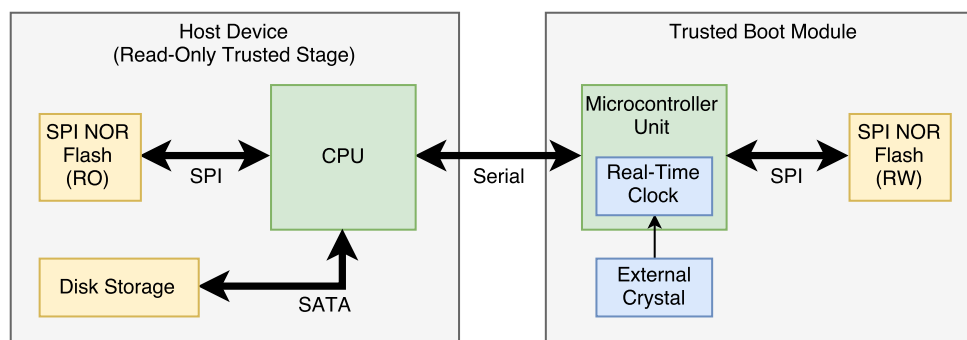 Host Device
(Read-Only Trusted Stage)
SPI NOR
Flash
(RO)
SPI
CPU
Disk Storage
SATA
Serial
Trusted Boot Module
Microcontroller
Unit
Real-Time
Clock
External
Crystal
SPI
SPI NOR
Flash
(RW)